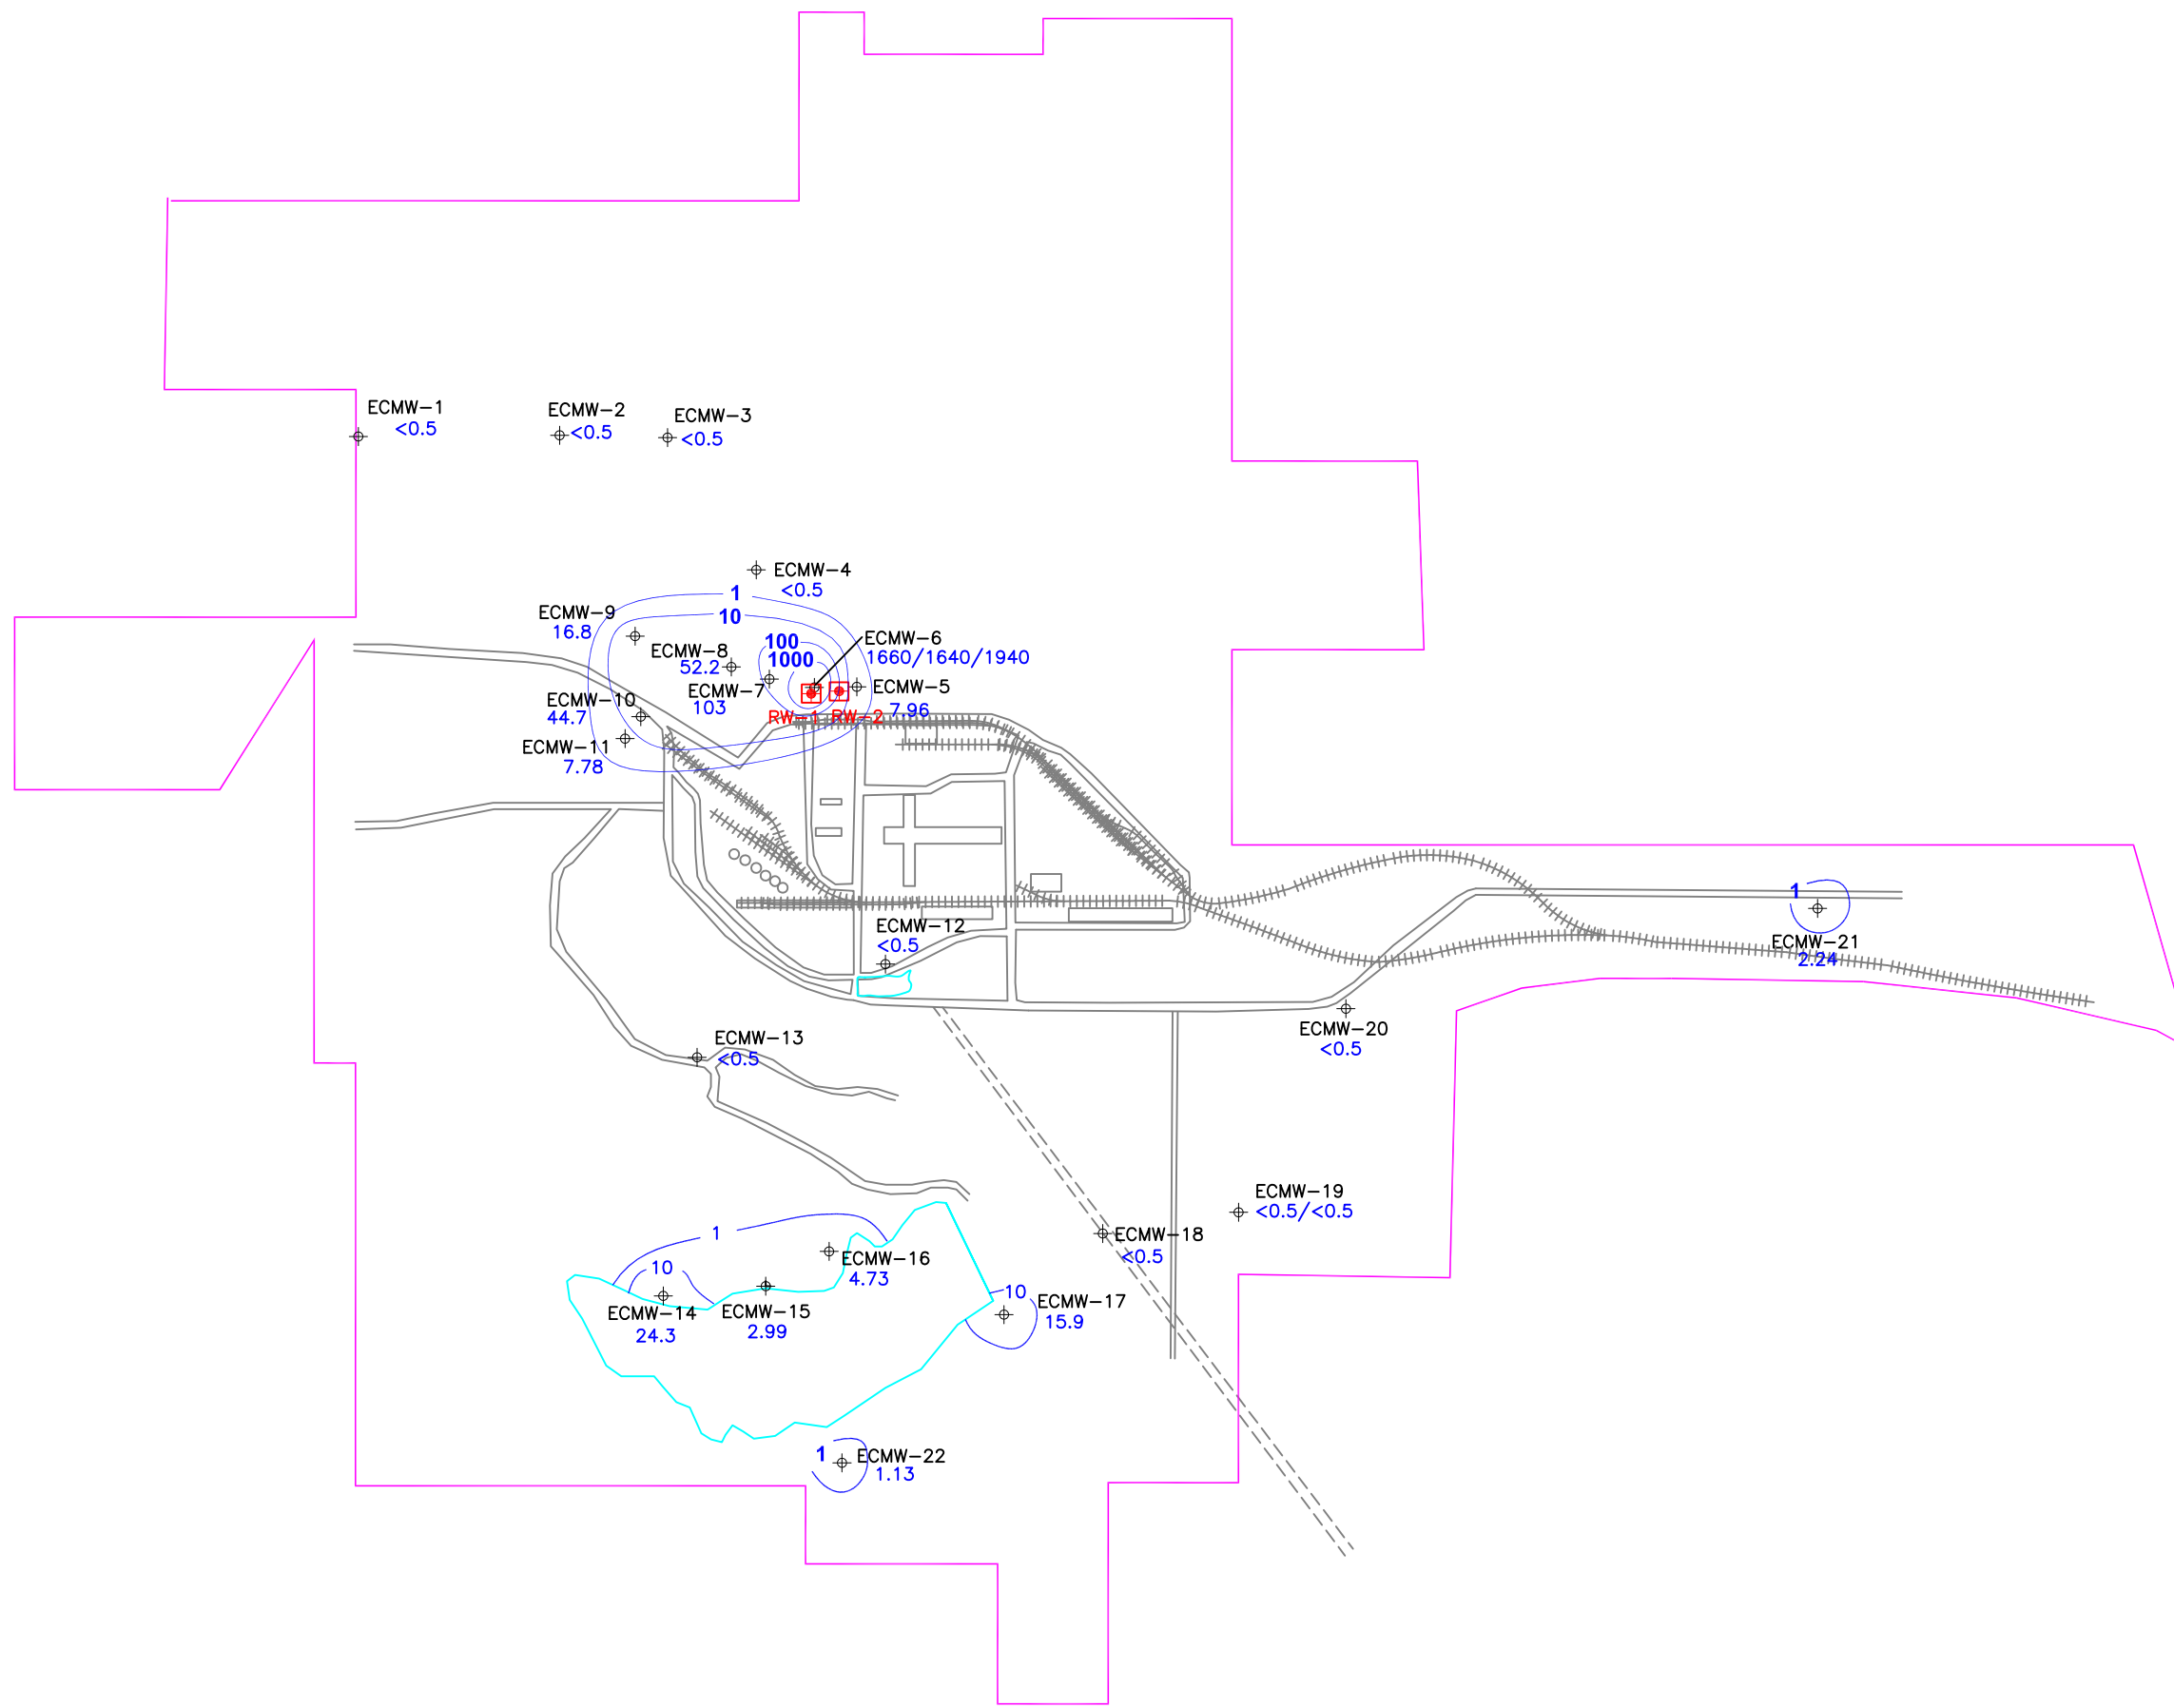 ECMW-1
<0.5
ECMW-2
<0.5
ECMW-3
<0.5
ECMW-4
<0.5
1
10
ECMW-9
16.8
ECMW-6
1660/1640/1940
100
1000
ECMW-8
52.2
ECMW-7
103
ECMW-5
7.96
RW-1
RW-2
ECMW-10
44.7
ECMW-11
7.78
ECMW-12
<0.5
1
ECMW-21
2.24
ECMW-20
<0.5
ECMW-13
<0.5
ECMW-19
<0.5/<0.5
ECMW-18
<0.5
1
10
ECMW-16
4.73
ECMW-14
24.3
ECMW-15
2.99
10
ECMW-17
15.9
1
ECMW-22
1.13